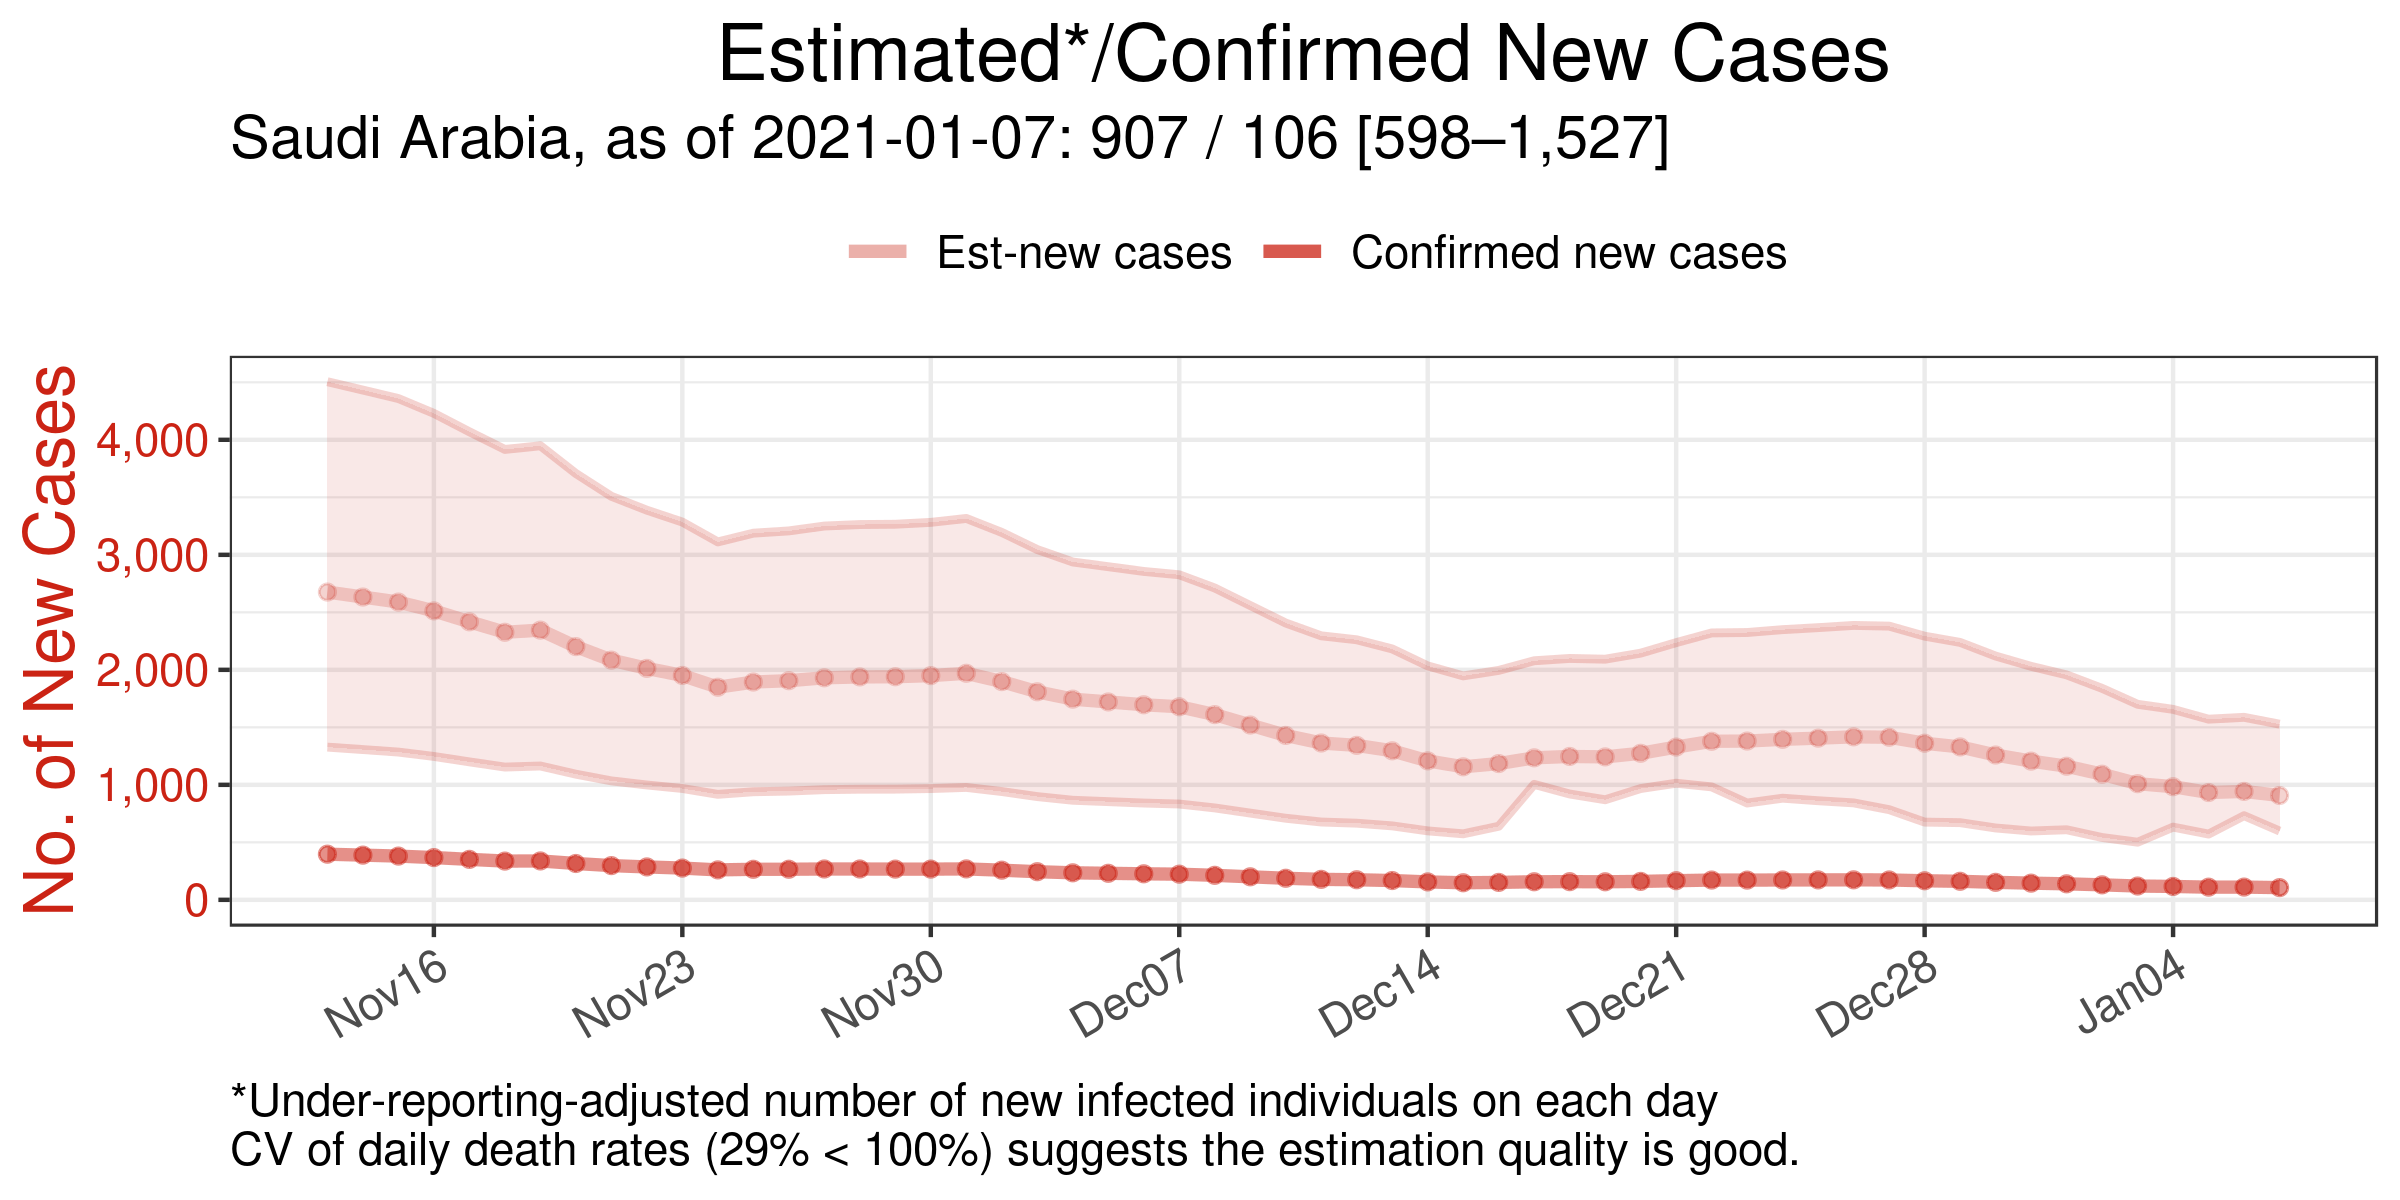 Estimated*/Confirmed New Cases
Saudi Arabia, as of 2021-01-07: 907 / 106 [598–1,527]
Est-new cases
Confirmed new cases
No. of New Cases
4,000
3,000
2,000
1,000
0
Nov16
Nov23
Nov30
Dec07
Dec14
Dec21
Dec28
Jan04
*Under-reporting-adjusted number of new infected individuals on each day
CV of daily death rates (29% < 100%) suggests the estimation quality is good.